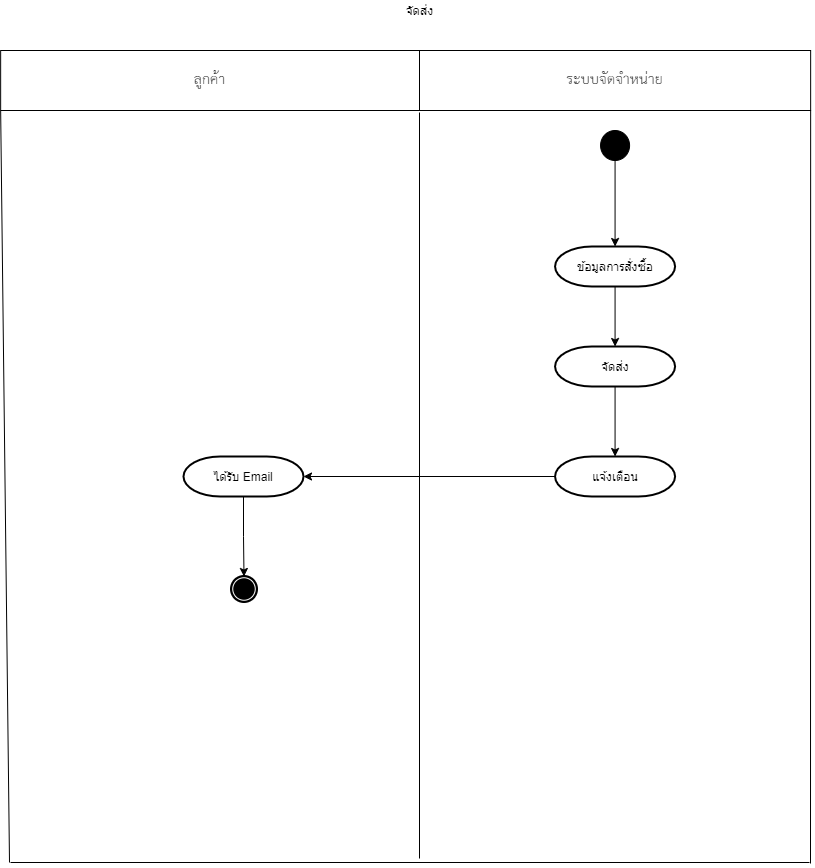 จัดส่ง
ลูกค้า
ระบบจัดจำหน่าย
ข้อมูลการสั่งซื้อ
จัดส่ง
ได้รับ Email
แจ้งเตือน